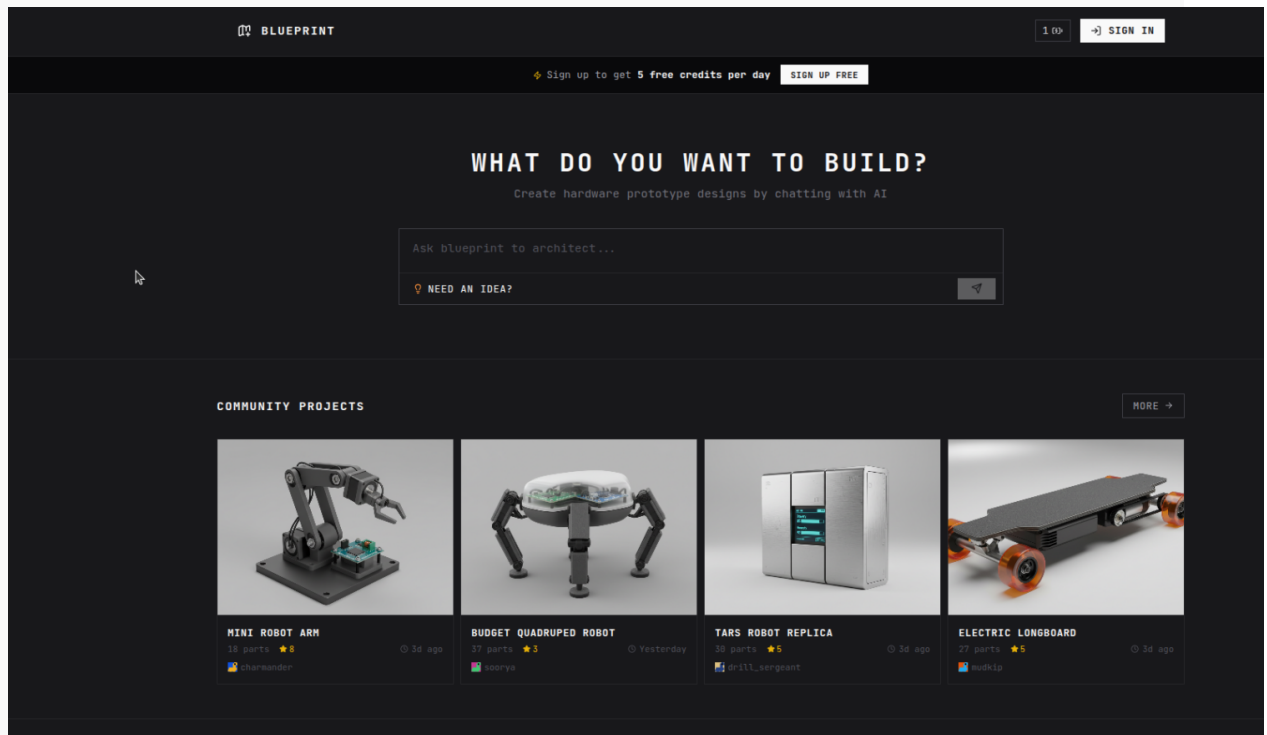 BLUEPRINT
1
SIGN IN
Sign up to get 5 free credits per day
SIGN UP FREE
WHAT DO YOU WANT TO BUILD?
Create hardware prototype designs by chatting with AI
Ask blueprint to architect...
NEED AN IDEA?
COMMUNITY PROJECTS
MORE →
MINI ROBOT ARM
18 parts ★8 3d ago
charmander
BUDGET QUADRUPED ROBOT
37 parts ★3 Yesterday
soorya
TARS ROBOT REPLICA
30 parts ★5 3d ago
drill_sergeant
ELECTRIC LONGBOARD
27 parts ★5 3d ago
mudkip